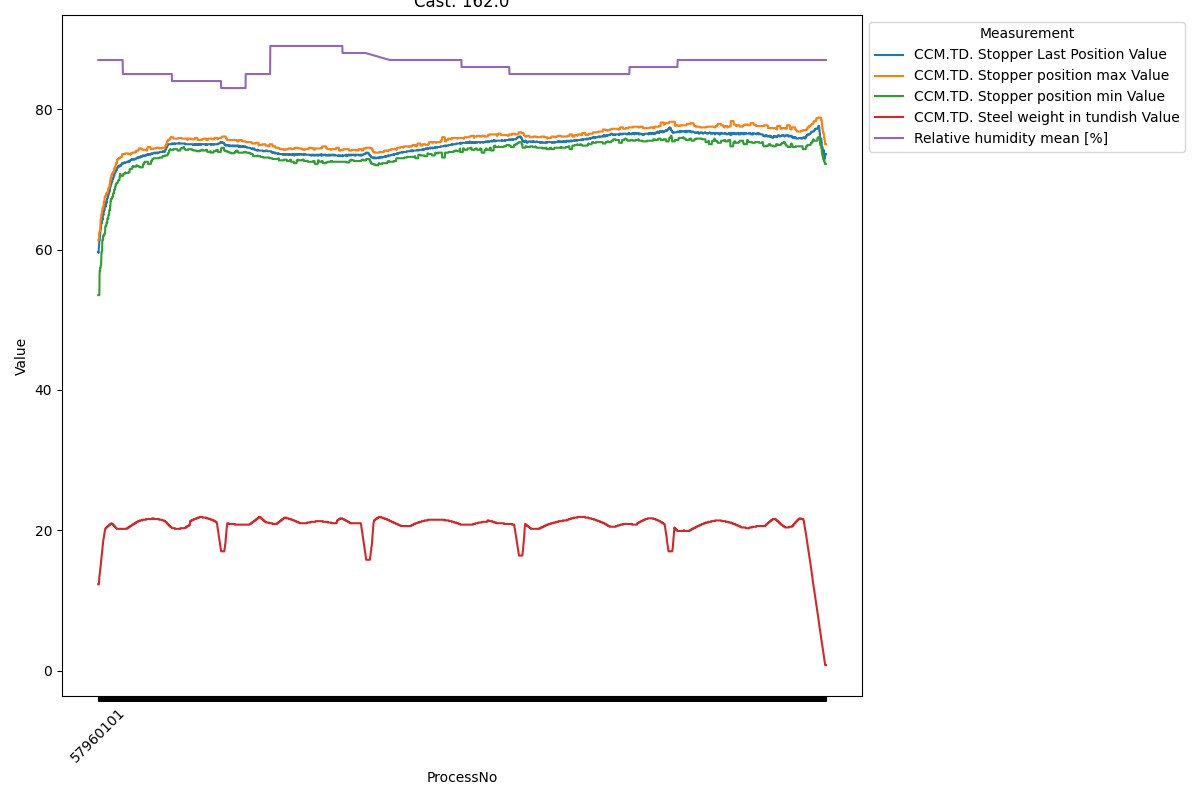 Cast: 162.0
Measurement
CCM.TD. Stopper Last Position Value
CCM.TD. Stopper position max Value
CCM.TD. Stopper position min Value
CCM.TD. Steel weight in tundish Value
Relative humidity mean [%]
80
60
40
20
0
Value
57960101
ProcessNo